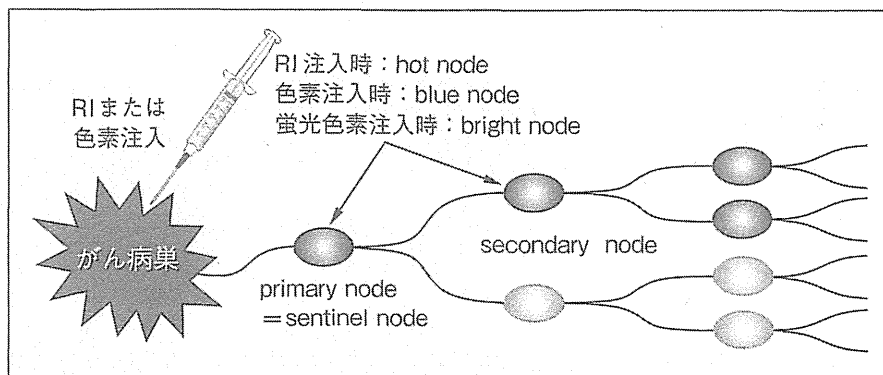 RIまたは
色素注入
RI 注入時：hot node
色素注入時：blue node
蛍光色素注入時：bright node
がん病巣
primary node
＝sentinel node
secondary node